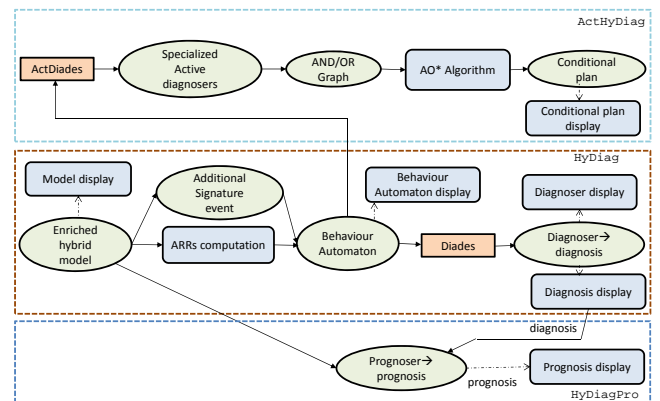 ActHyDiag
ActDiades
Specialized
Active
diagnosers
AND/OR
Graph
AO* Algorithm
Conditional
plan
Conditional plan
display
HyDiag
Model display
Additional
Signature
event
Behaviour
Automaton display
Diagnoser display
Enriched
hybrid
model
ARRs computation
Behaviour
Automaton
Diades
Diagnoser→
diagnosis
Diagnosis display
diagnosis
Prognoser→
prognosis
prognosis
Prognosis display
HyDiagPro